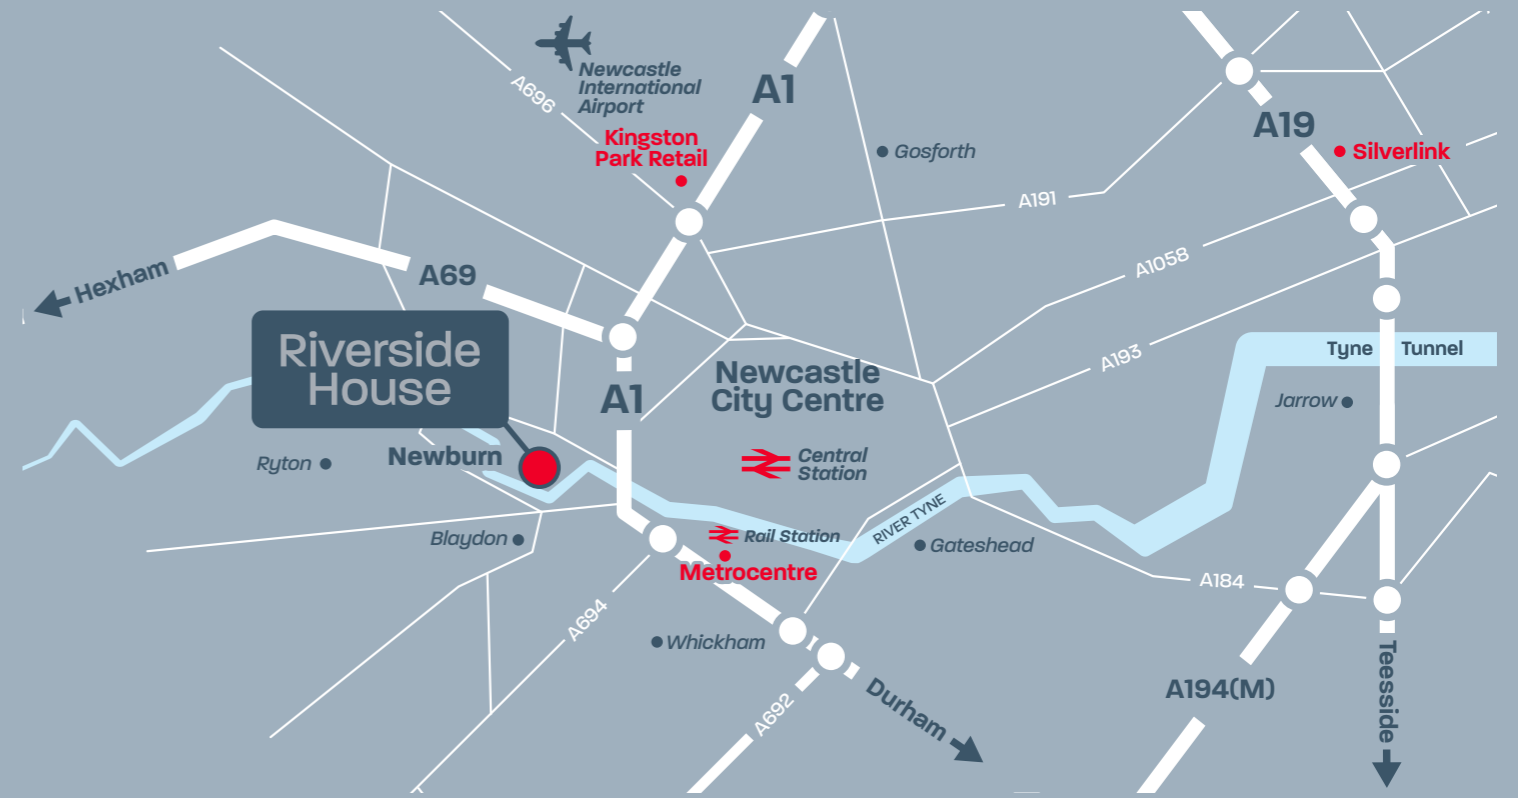 Newcastle
International
Airport
A696
A1
Kingston
Park Retail
Gosforth
A19
Silverlink
A191
Hexham
A69
A1058
Riverside
House
A193
Tyne Tunnel
Newcastle
City Centre
A1
Jarrow
Newburn
Ryton
Central
Station
RIVER TYNE
Blaydon
Rail Station
Gateshead
Metrocentre
A184
A694
Whickham
A194(M)
Teesside
A692
Durham